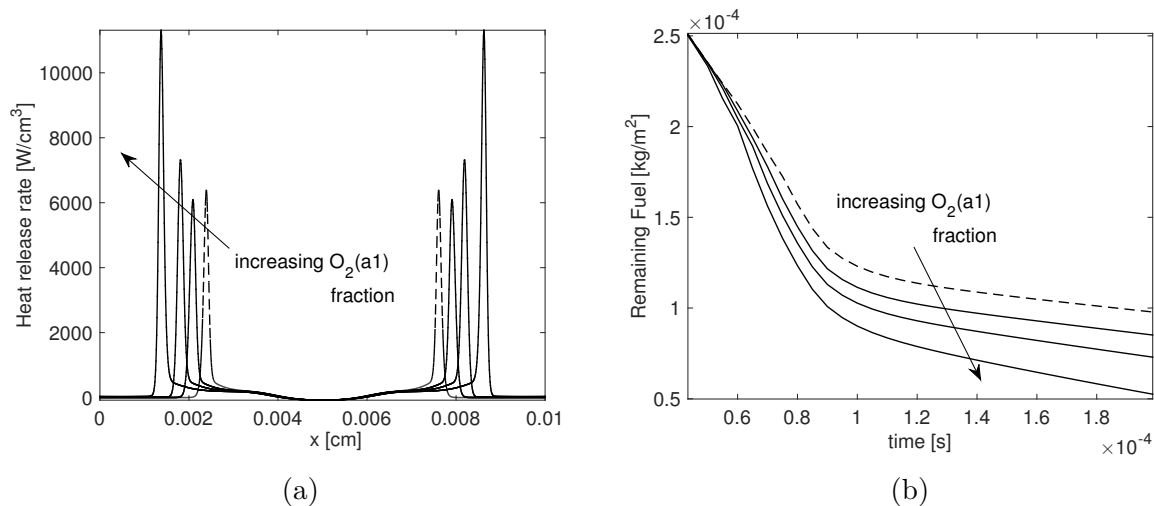 Heat release rate [W/cm³]
10000
8000
6000
4000
2000
0
increasing O₂(a1)
fraction
0
0.002
0.004
0.006
0.008
0.01
x [cm]
(a)
×10⁻⁴
Remaining Fuel [kg/m²]
2.5
2
1.5
1
0.5
increasing O₂(a1)
fraction
0.6
0.8
1
1.2
1.4
1.6
1.8
time [s]
×10⁻⁴
(b)